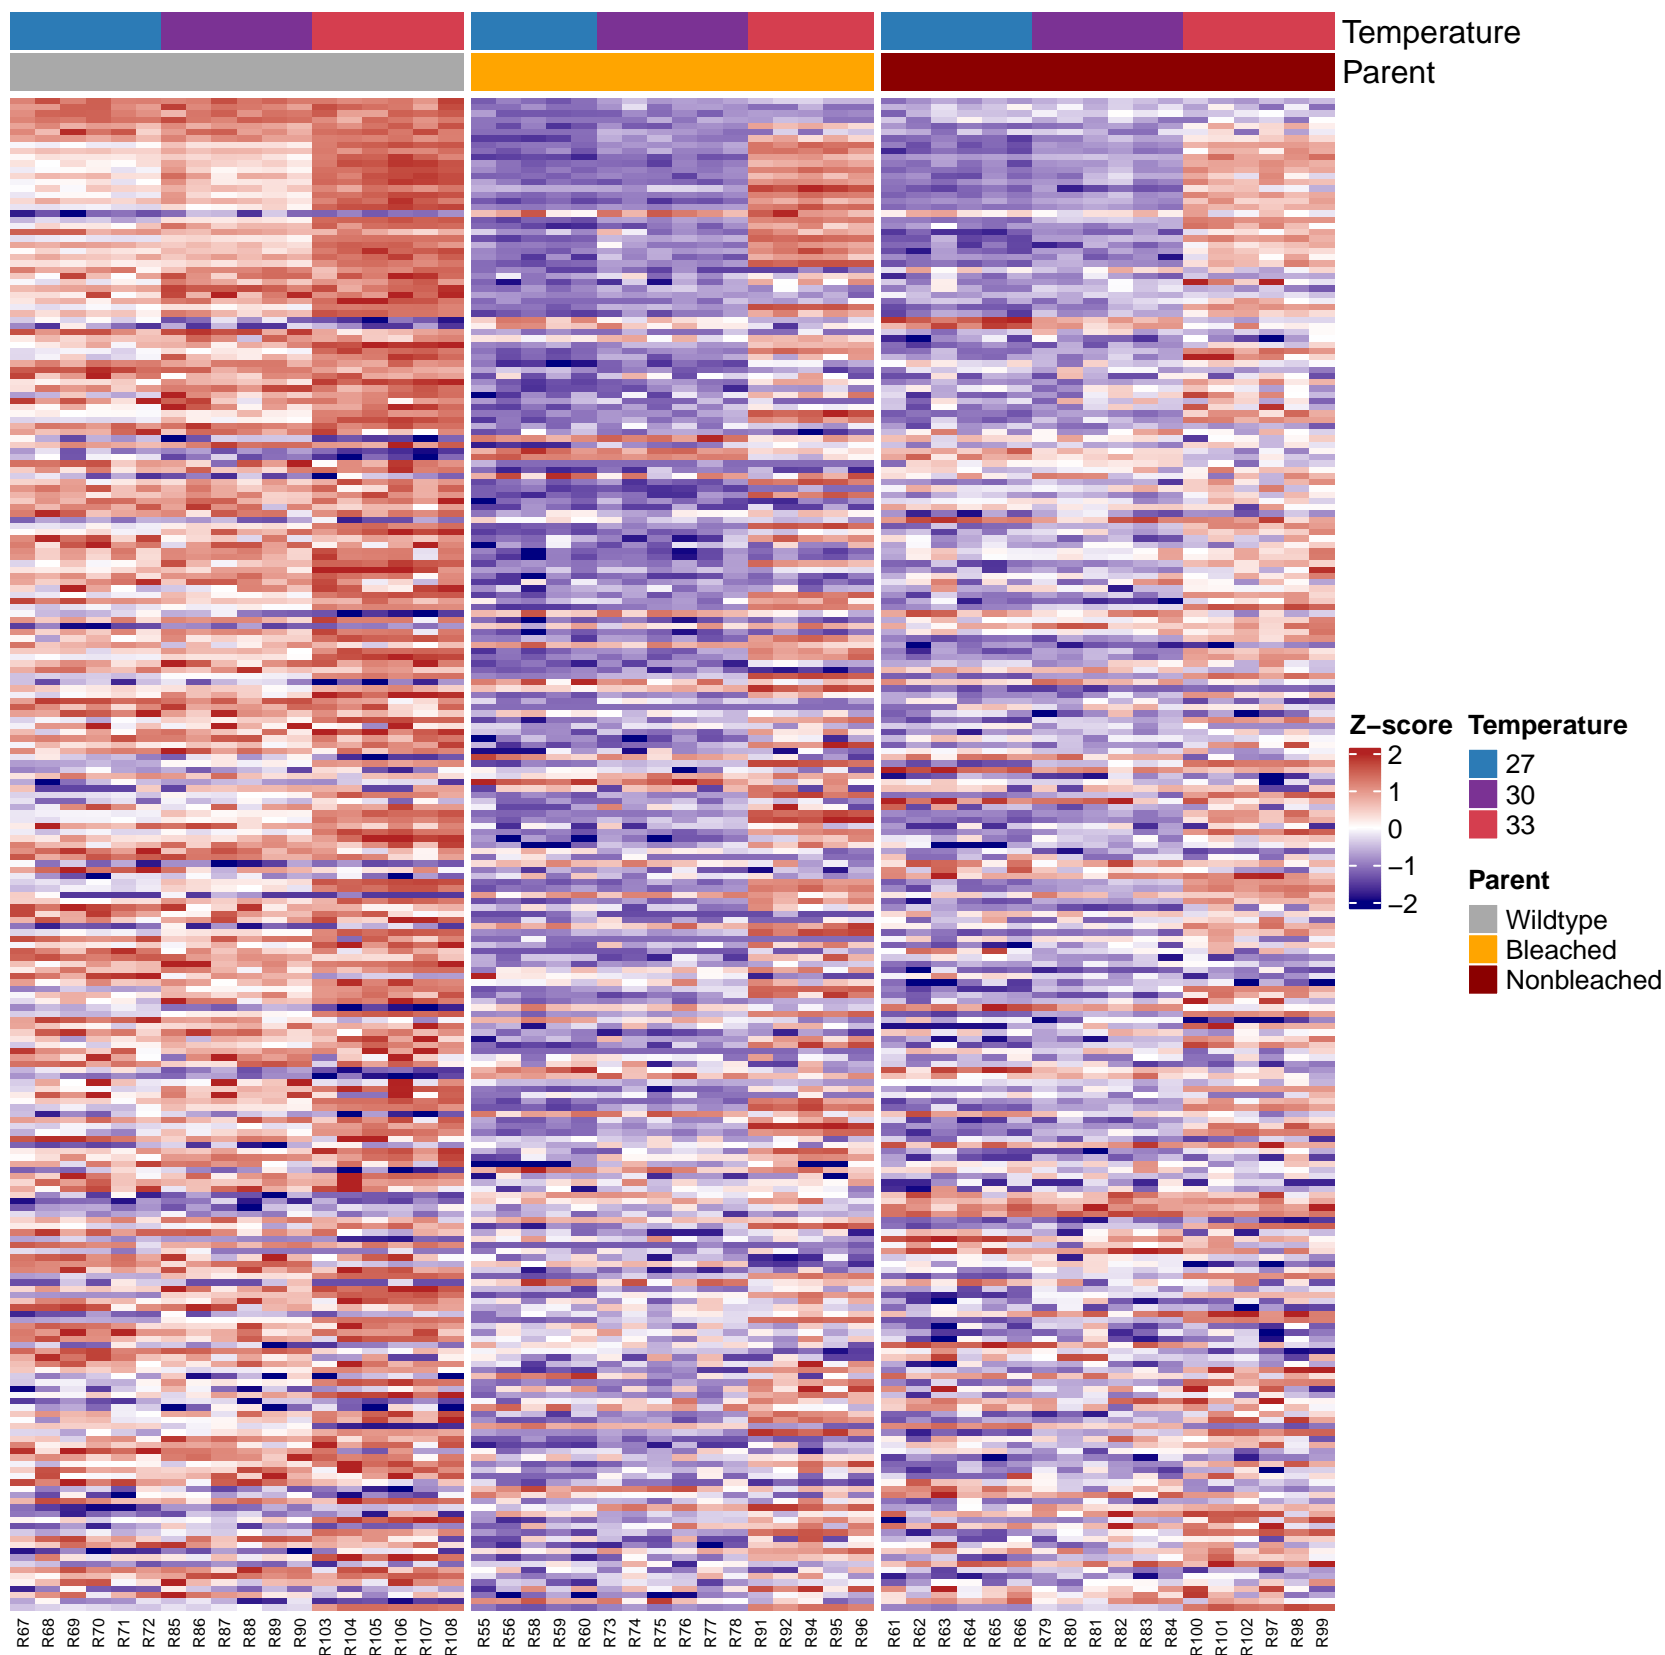 Temperature
Parent
Z−score
2
1
0
−1
−2
Temperature
27
30
33
Parent
Wildtype
Bleached
Nonbleached
R67 R68 R69 R70 R71 R72 R85 R86 R87 R88 R89 R90 R103 R104 R105 R106 R107 R108 R55 R56 R58 R59 R60 R73 R74 R75 R76 R77 R78 R91 R92 R94 R95 R96 R61 R62 R63 R64 R65 R66 R79 R80 R81 R82 R83 R84 R100 R101 R102 R97 R98 R99